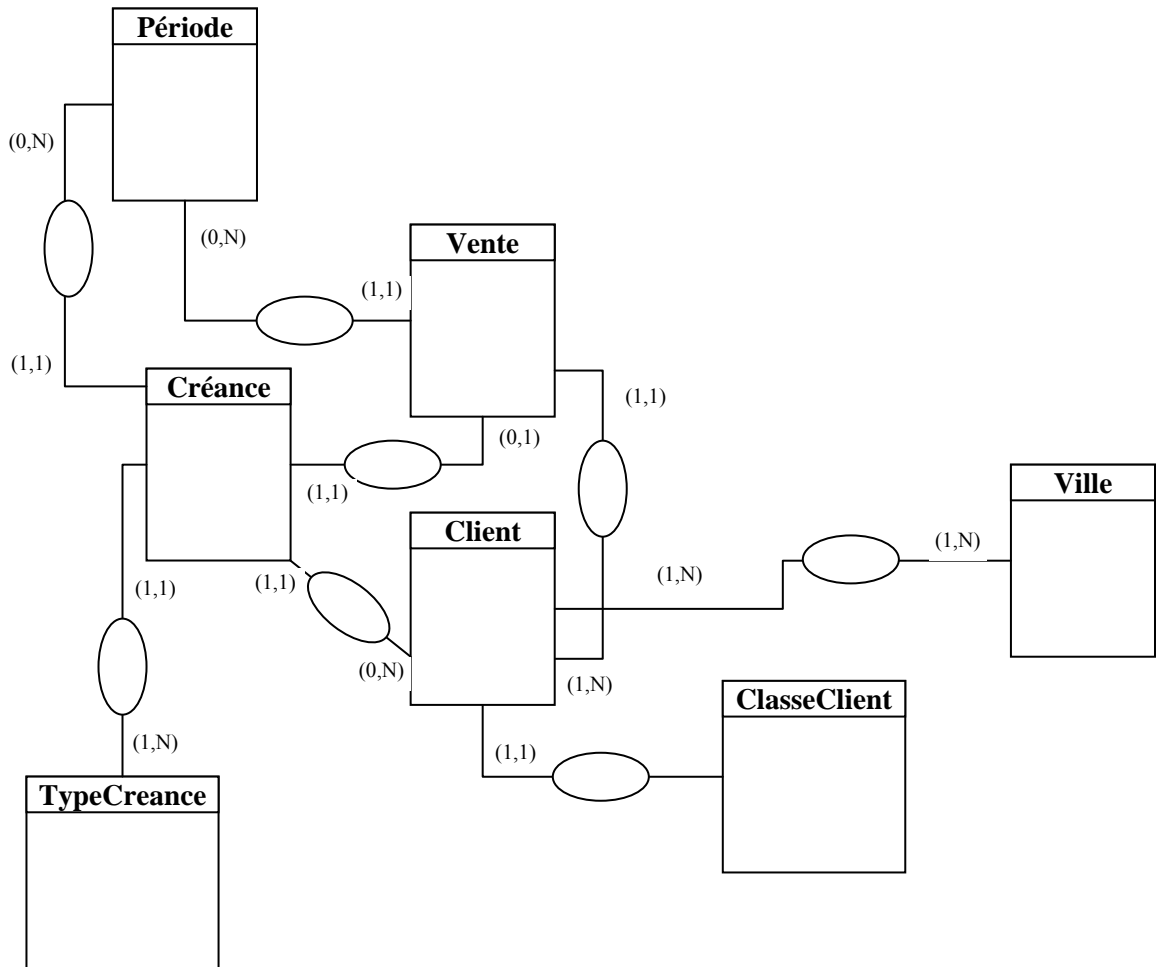 Période
(0,N)
(0,N)
Vente
(1,1)
(1,1)
Créance
(1,1)
(0,1)
(1,1)
Ville
Client
(1,N)
(1,1)
(1,1)
(1,N)
(0,N)
(1,N)
ClasseClient
(1,N)
(1,1)
TypeCreance